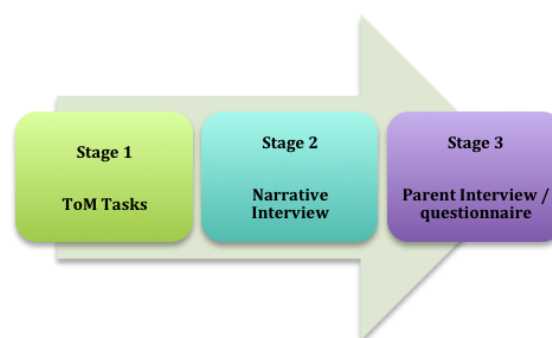 Stage 1
ToM Tasks
Stage 2
Narrative
Interview
Stage 3
Parent Interview /
questionnaire